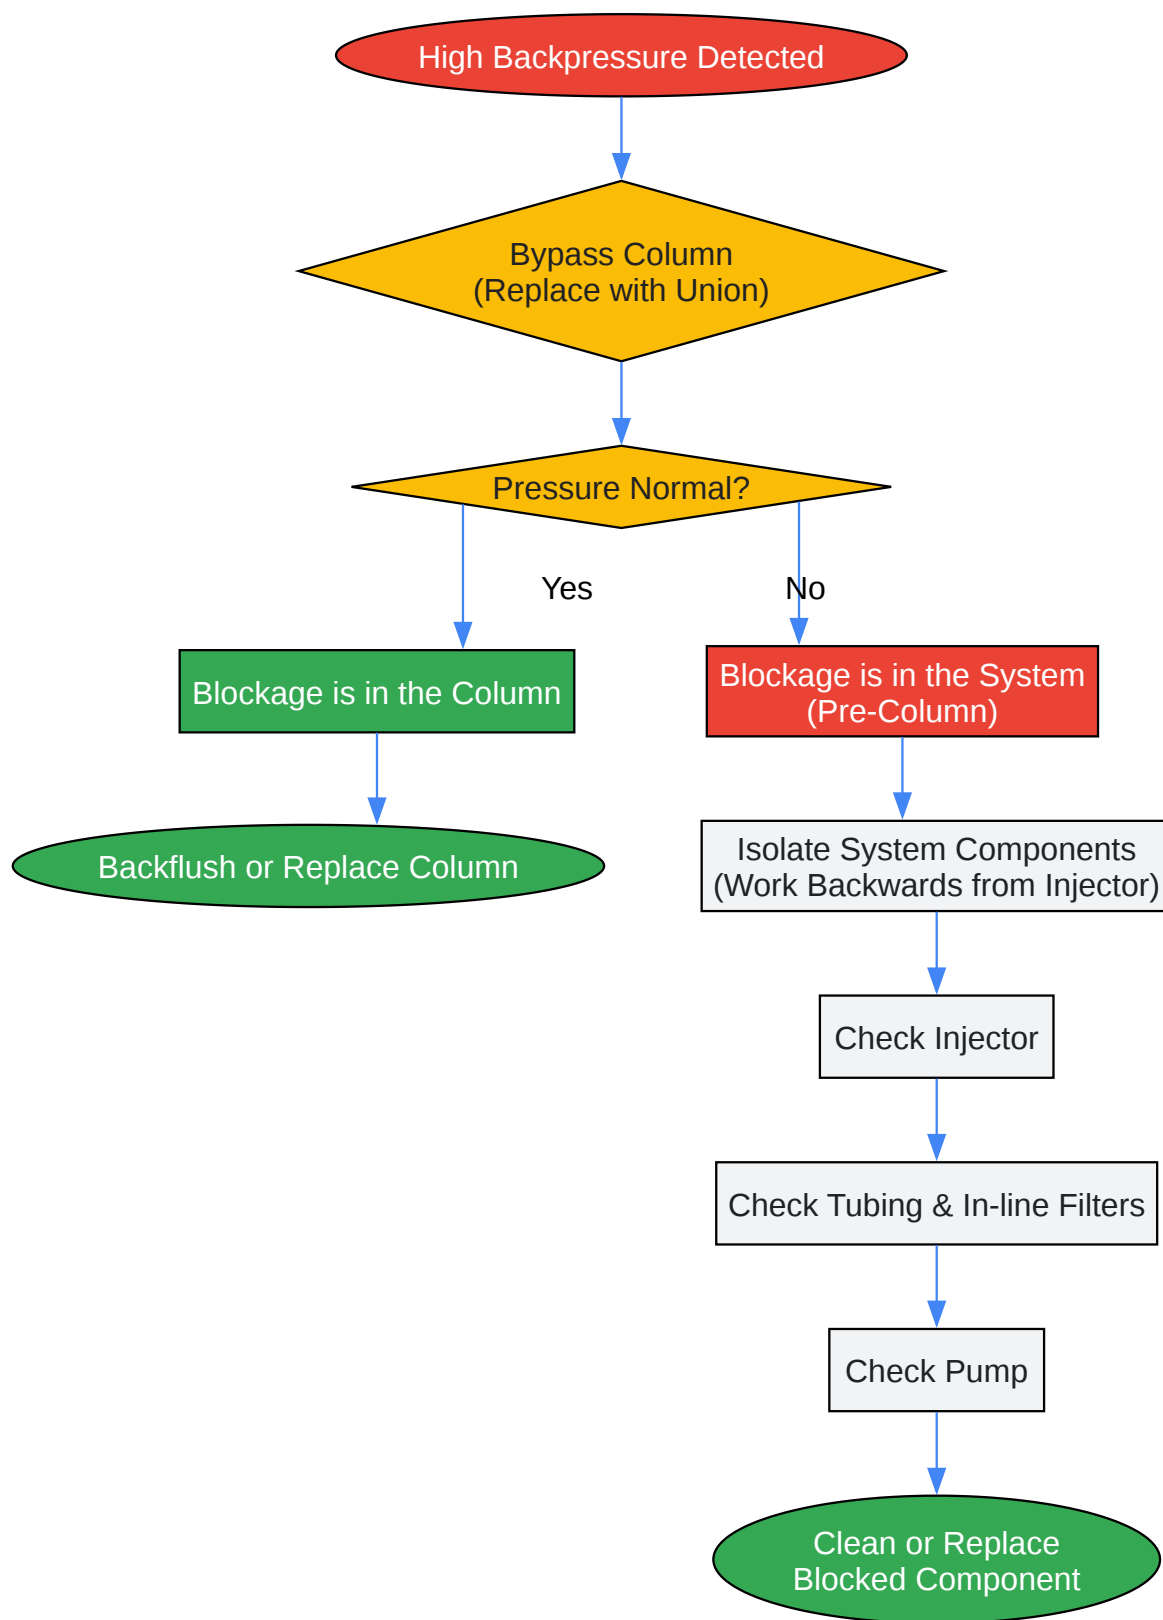 High Backpressure Detected
Bypass Column
(Replace with Union)
Pressure Normal?
Yes
No
Blockage is in the Column
Blockage is in the System
(Pre-Column)
Backflush or Replace Column
Isolate System Components
(Work Backwards from Injector)
Check Injector
Check Tubing & In-line Filters
Check Pump
Clean or Replace
Blocked Component